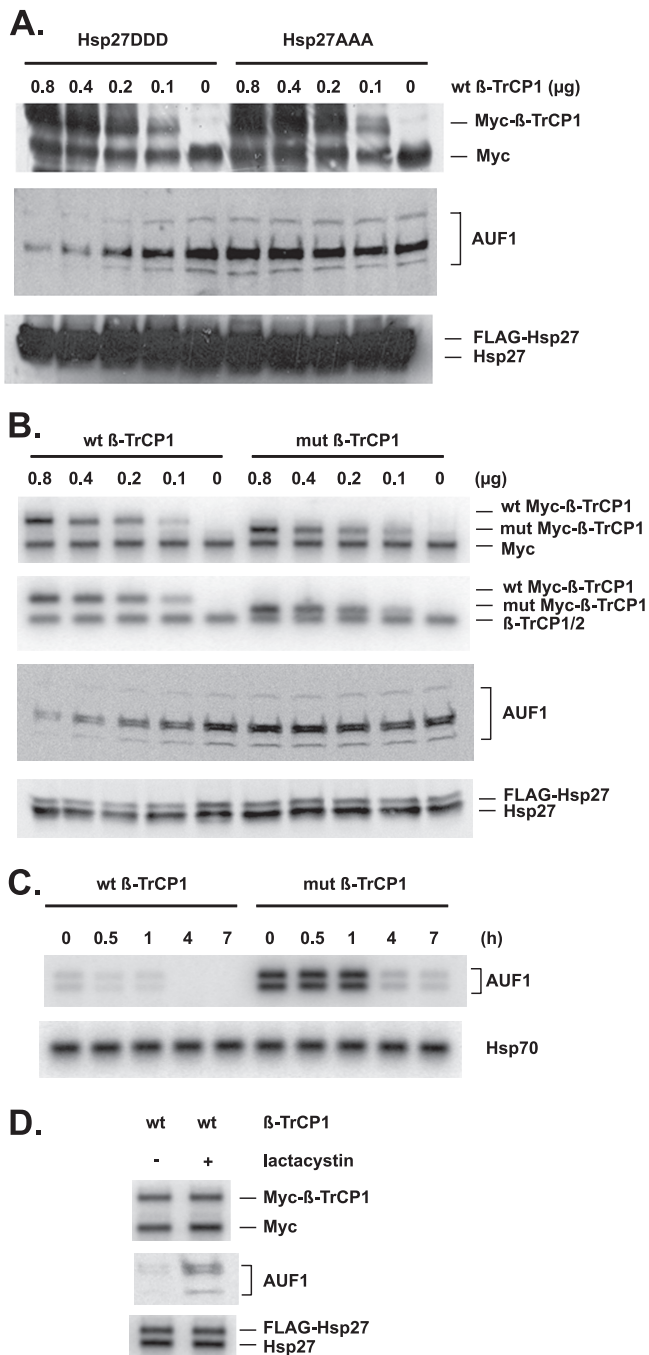 A.
Hsp27DDD Hsp27AAA
0.8 0.4 0.2 0.1 0 0.8 0.4 0.2 0.1 0 wt ß-TrCP1 (µg)
Myc-ß-TrCP1
Myc
AUF1
FLAG-Hsp27
Hsp27
B.
wt ß-TrCP1 mut ß-TrCP1
0.8 0.4 0.2 0.1 0 0.8 0.4 0.2 0.1 0 (µg)
wt Myc-ß-TrCP1
mut Myc-ß-TrCP1
Myc
wt Myc-ß-TrCP1
mut Myc-ß-TrCP1
ß-TrCP1/2
AUF1
FLAG-Hsp27
Hsp27
C.
wt ß-TrCP1 mut ß-TrCP1
0 0.5 1 4 7 0 0.5 1 4 7 (h)
AUF1
Hsp70
D.
wt wt ß-TrCP1
- + lactacystin
Myc-ß-TrCP1
Myc
AUF1
FLAG-Hsp27
Hsp27